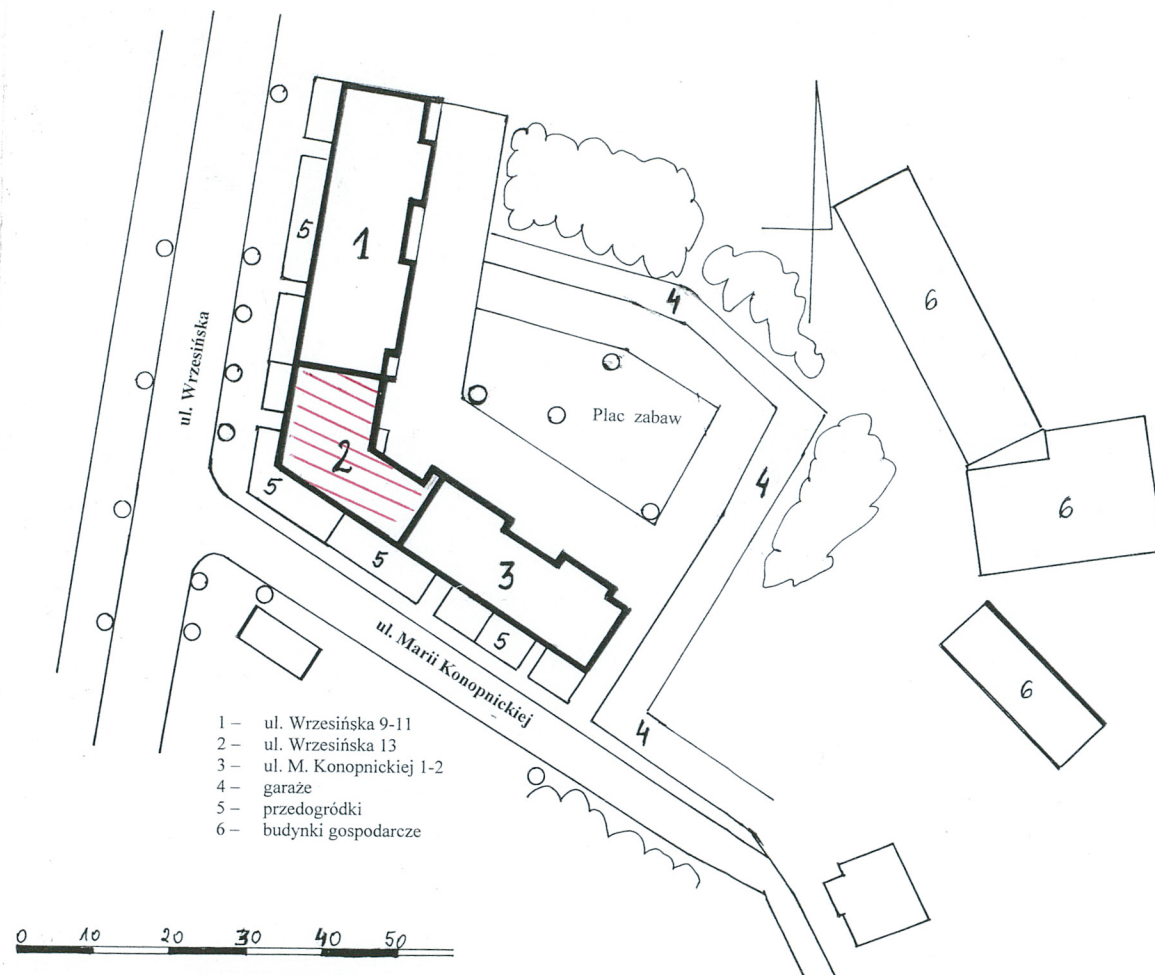 1
5
4
6
ul. Wrzesińska
Plac zabaw
2
4
5
6
5
3
ul. Marii Konopnickiej
5
6
4
1 – ul. Wrzesińska 9-11
2 – ul. Wrzesińska 13
3 – ul. M. Konopnickiej 1-2
4 – garaże
5 – przedogródki
6 – budynki gospodarcze
0 10 20 30 40 50